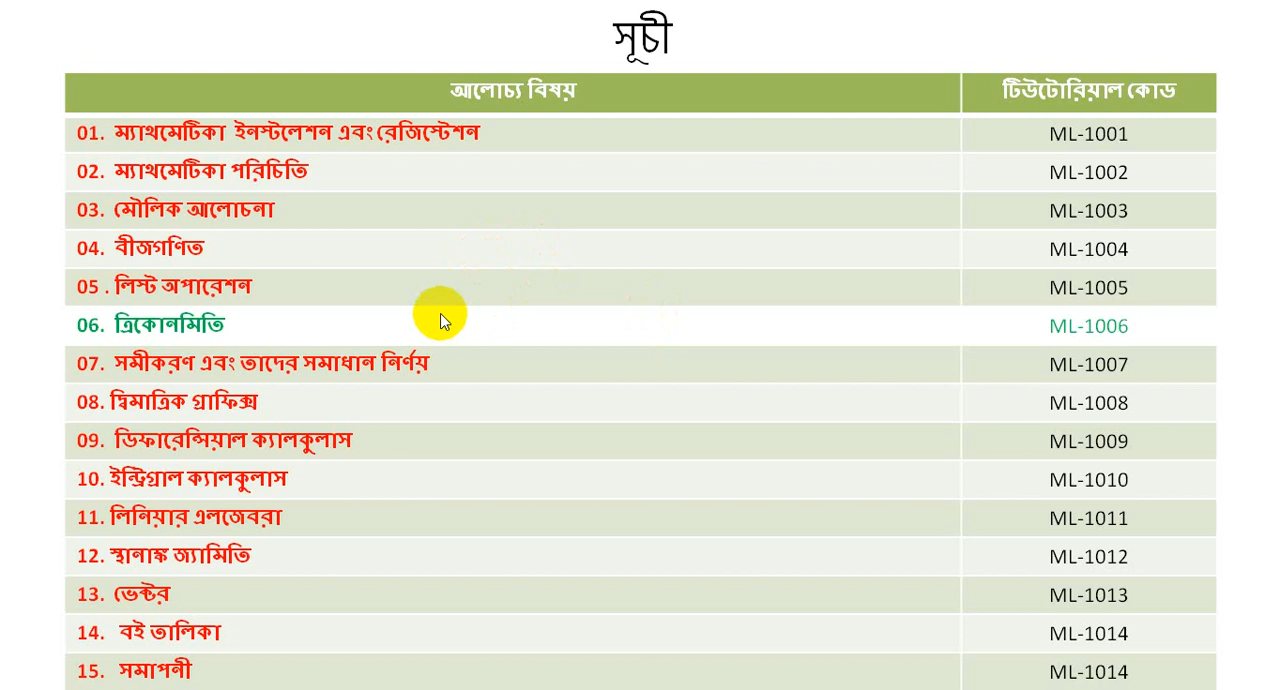 সূচী
আলোচ্য বিষয় টিউটোরিয়াল কোড
01. ম্যাথমেটিকা ইনস্টলেশন এবং রেজিস্টেশন ML-1001
02. ম্যাথমেটিকা পরিচিতি ML-1002
03. মৌলিক আলোচনা ML-1003
04. বীজগণিত ML-1004
05 . লিস্ট অপারেশন ML-1005
06. ত্রিকোনমিতি ML-1006
07. সমীকরণ এবং তাদের সমাধান নির্ণয় ML-1007
08. দ্বিমাত্রিক গ্রাফিক্স ML-1008
09. ডিফারেন্সিয়াল ক্যালকুলাস ML-1009
10. ইন্ট্রিগ্রাল ক্যালকুলাস ML-1010
11. লিনিয়ার এলজেবরা ML-1011
12. স্থানাঙ্ক জ্যামিতি ML-1012
13. ভেক্টর ML-1013
14. বই তালিকা ML-1014
15. সমাপনী ML-1014